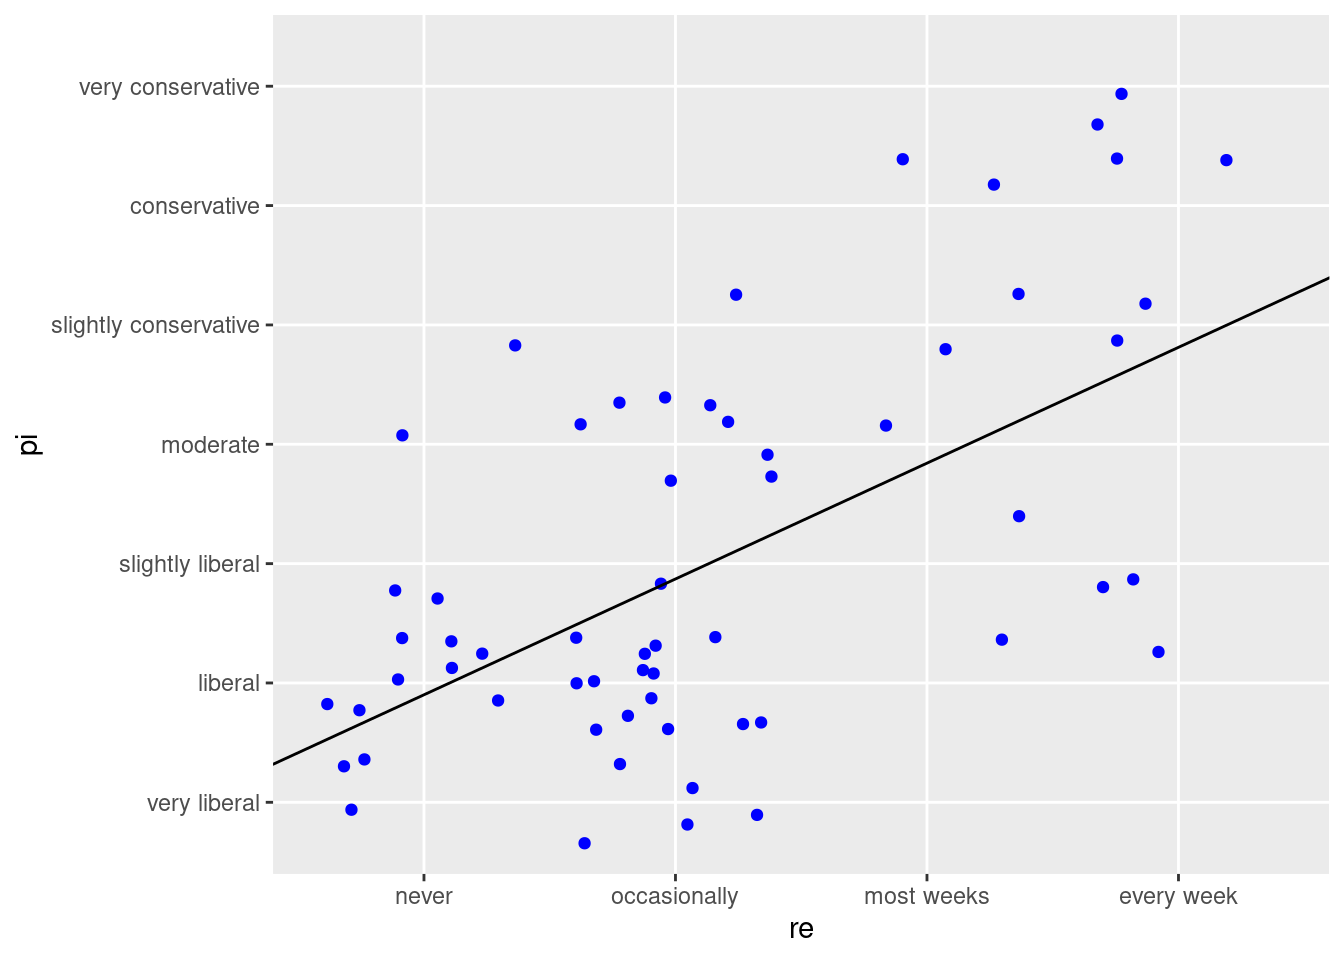 very conservative
conservative
slightly conservative
moderate
slightly liberal
liberal
very liberal
pi
never occasionally most weeks every week
re